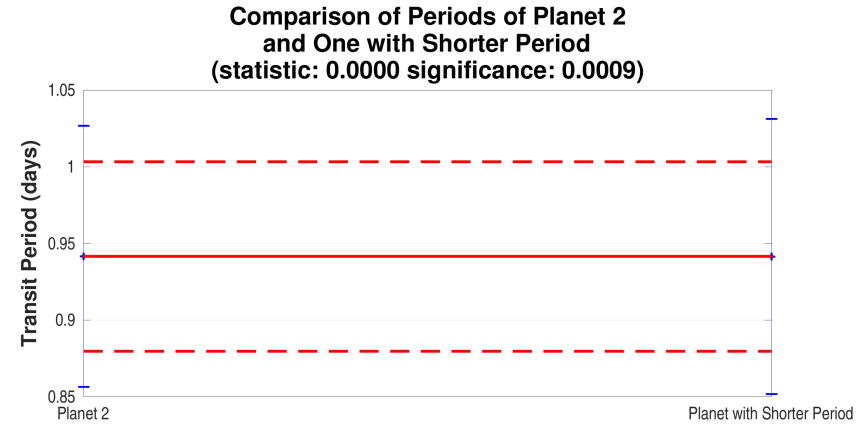 Comparison of Periods of Planet 2
and One with Shorter Period
(statistic: 0.0000 significance: 0.0009)
Transit Period (days)
1.05
1
0.95
0.9
0.85
Planet 2
Planet with Shorter Period